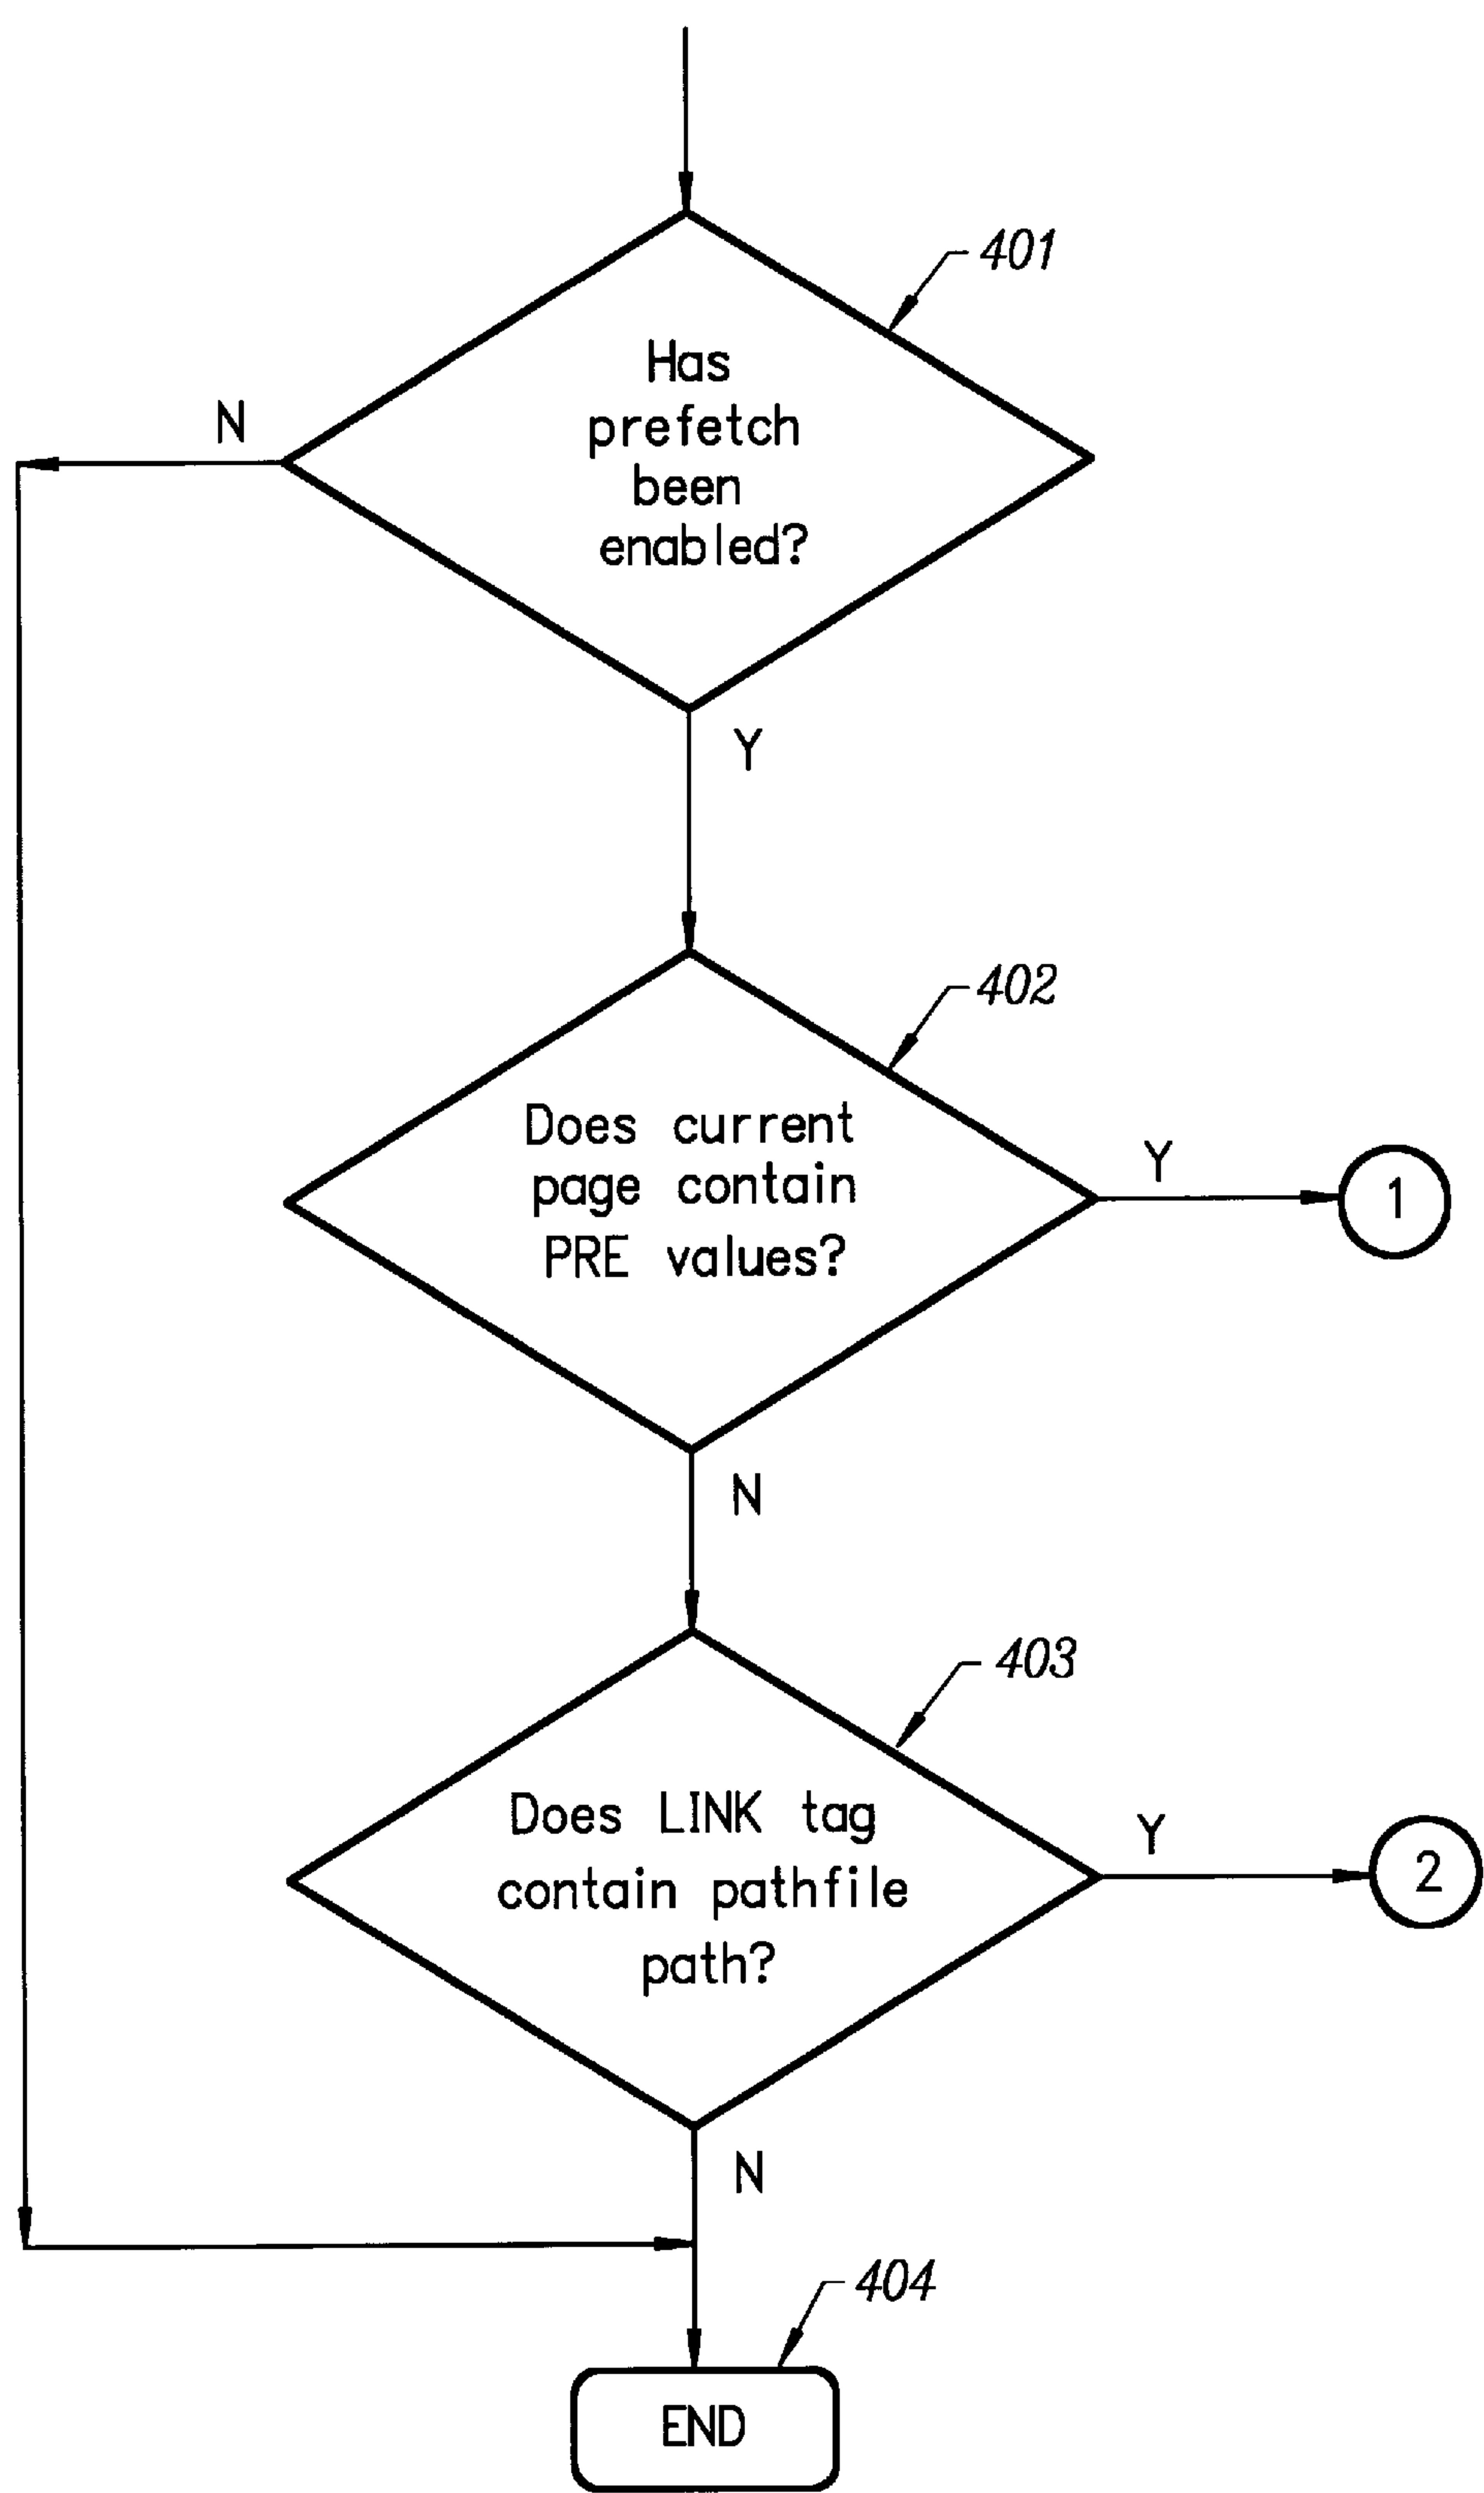 401
Has
prefetch
been
enabled?
N
Y
402
Does current
page contain
PRE values?
Y
1
N
403
Does LINK tag
contain pathfile
path?
Y
2
N
404
END